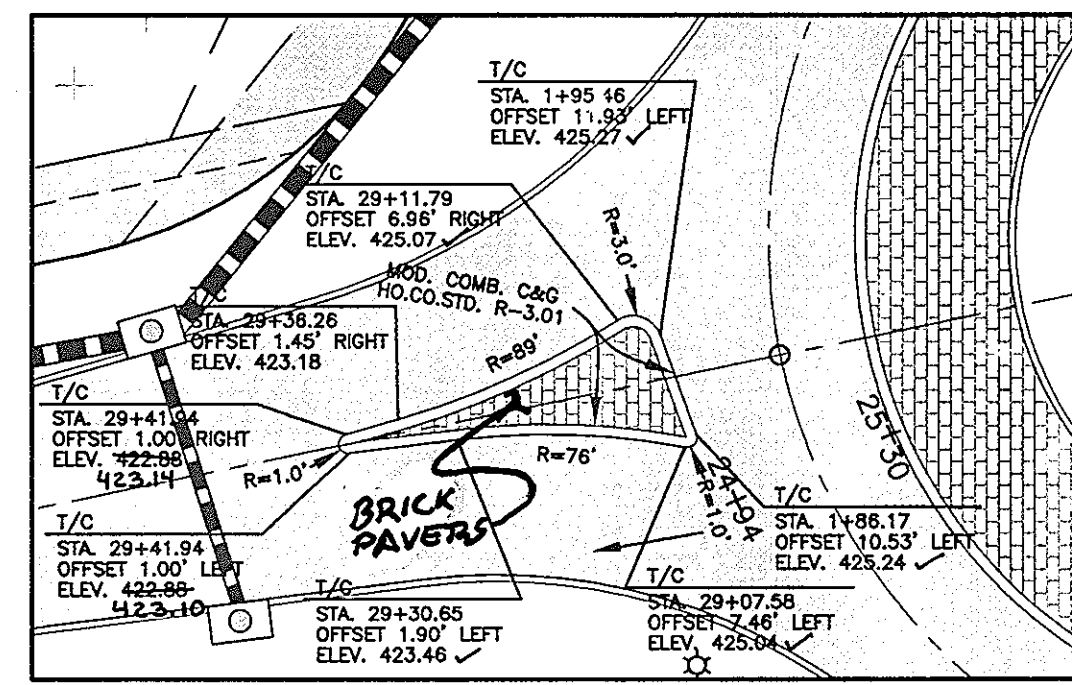 T/C
STA. 1+95.46
OFFSET 11.93' LEFT
ELEV. 425.27 ✓
T/C
STA. 29+11.79
OFFSET 6.96' RIGHT
ELEV. 425.07 ✓
R=3.0'
MOD. COMB. C&G
HO.CO.STD. R-3.01
T/C
STA. 29+36.26
OFFSET 1.45' RIGHT
ELEV. 423.18
R=89'
T/C
STA. 29+41.94
OFFSET 1.00' RIGHT
ELEV. 422.88
423.14
R=1.0'
R=76'
BRICK
PAVERS
25+30
24+94
R=1.0'
T/C
STA. 29+41.94
OFFSET 1.00' LEFT
ELEV. 422.88
423.10
T/C
STA. 1+86.17
OFFSET 10.53' LEFT
ELEV. 425.24 ✓
T/C
STA. 29+30.65
OFFSET 1.90' LEFT
ELEV. 423.46 ✓
T/C
STA. 29+07.58
OFFSET 7.46' LEFT
ELEV. 425.04 ✓